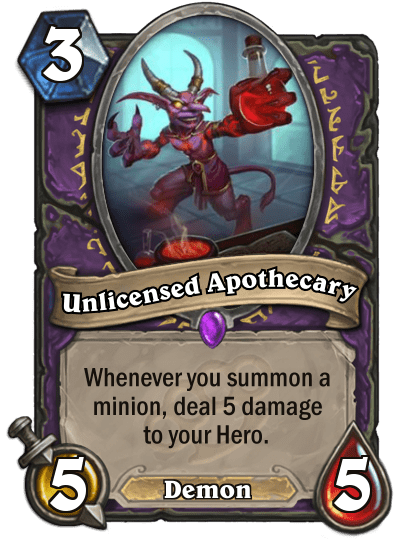 3
Unlicensed Apothecary
Whenever you summon a
minion, deal 5 damage
to your Hero.
5
Demon
5